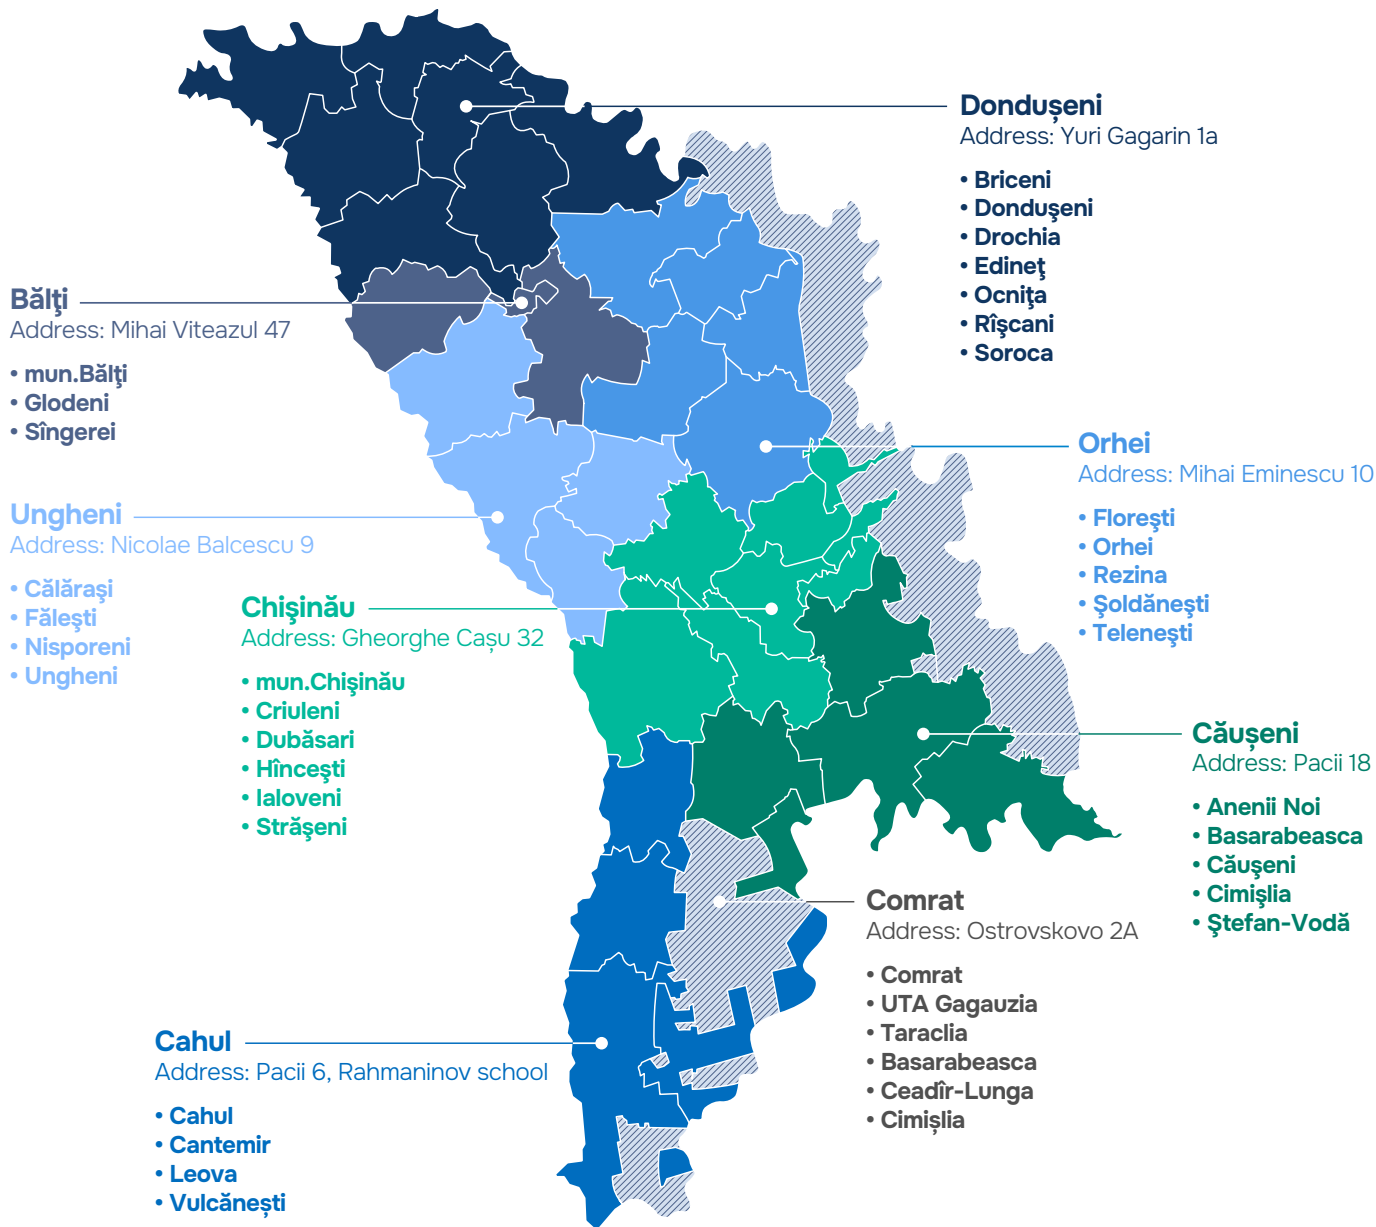 Dondușeni
Address: Yuri Gagarin 1a
• Briceni
• Donduşeni
• Drochia
• Edineţ
• Ocniţa
• Rîşcani
• Soroca
Bălţi
Address: Mihai Viteazul 47
• mun.Bălţi
• Glodeni
• Sîngerei
Orhei
Address: Mihai Eminescu 10
• Floreşti
• Orhei
• Rezina
• Şoldăneşti
• Teleneşti
Ungheni
Address: Nicolae Balcescu 9
• Călăraşi
• Făleşti
• Nisporeni
• Ungheni
Chişinău
Address: Gheorghe Cașu 32
• mun.Chişinău
• Criuleni
• Dubăsari
• Hînceşti
• Ialoveni
• Străşeni
Căușeni
Address: Pacii 18
• Anenii Noi
• Basarabeasca
• Căuşeni
• Cimişlia
• Ştefan-Vodă
Comrat
Address: Ostrovskovo 2A
• Comrat
• UTA Gagauzia
• Taraclia
• Basarabeasca
• Ceadîr-Lunga
• Cimișlia
Cahul
Address: Pacii 6, Rahmaninov school
• Cahul
• Cantemir
• Leova
• Vulcănești